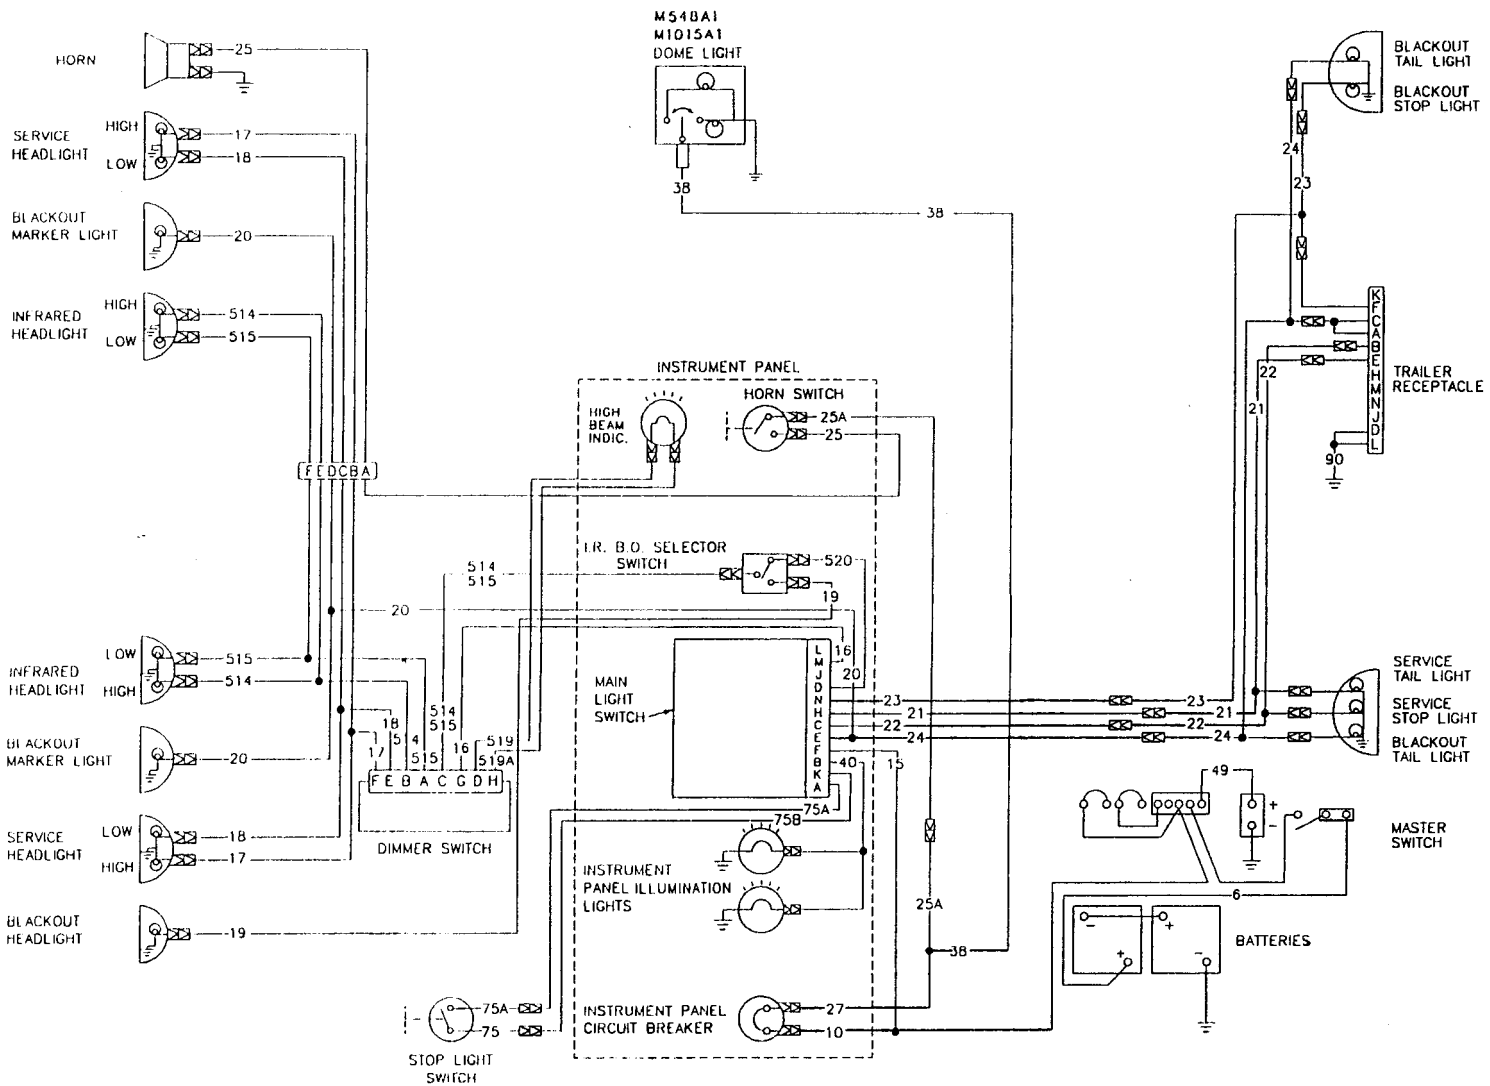 M548A1
M1015A1
DOME LIGHT
38
38
HORN
25
SERVICE
HEADLIGHT
HIGH
LOW
17
18
BLACKOUT
MARKER LIGHT
20
INFRARED
HEADLIGHT
HIGH
LOW
514
515
BLACKOUT
TAIL LIGHT
BLACKOUT
STOP LIGHT
24
23
K
F
C
A
B
E
H
M
N
J
D
L
TRAILER
RECEPTACLE
22
21
90
INSTRUMENT PANEL
HIGH
BEAM
INDIC.
HORN SWITCH
25A
25
F E D C B A
I.R. B.O. SELECTOR
SWITCH
520
19
514
515
20
INFRARED
HEADLIGHT
LOW
HIGH
515
514
BLACKOUT
MARKER LIGHT
20
SERVICE
HEADLIGHT
LOW
HIGH
18
17
BLACKOUT
HEADLIGHT
19
18
17
514
515
514
515
16
519
519A
F E B A C G D H
DIMMER SWITCH
MAIN
LIGHT
SWITCH
L
M
J
D
N
H
C
E
F
B
K
A
16
20
23
21
22
24
40
15
75A
75B
23
21
22
24
SERVICE
TAIL LIGHT
SERVICE
STOP LIGHT
BLACKOUT
TAIL LIGHT
49
+
-
MASTER
SWITCH
6
- +
+ -
BATTERIES
INSTRUMENT
PANEL ILLUMINATION
LIGHTS
25A
38
INSTRUMENT PANEL
CIRCUIT BREAKER
27
10
75A
75
STOP LIGHT
SWITCH